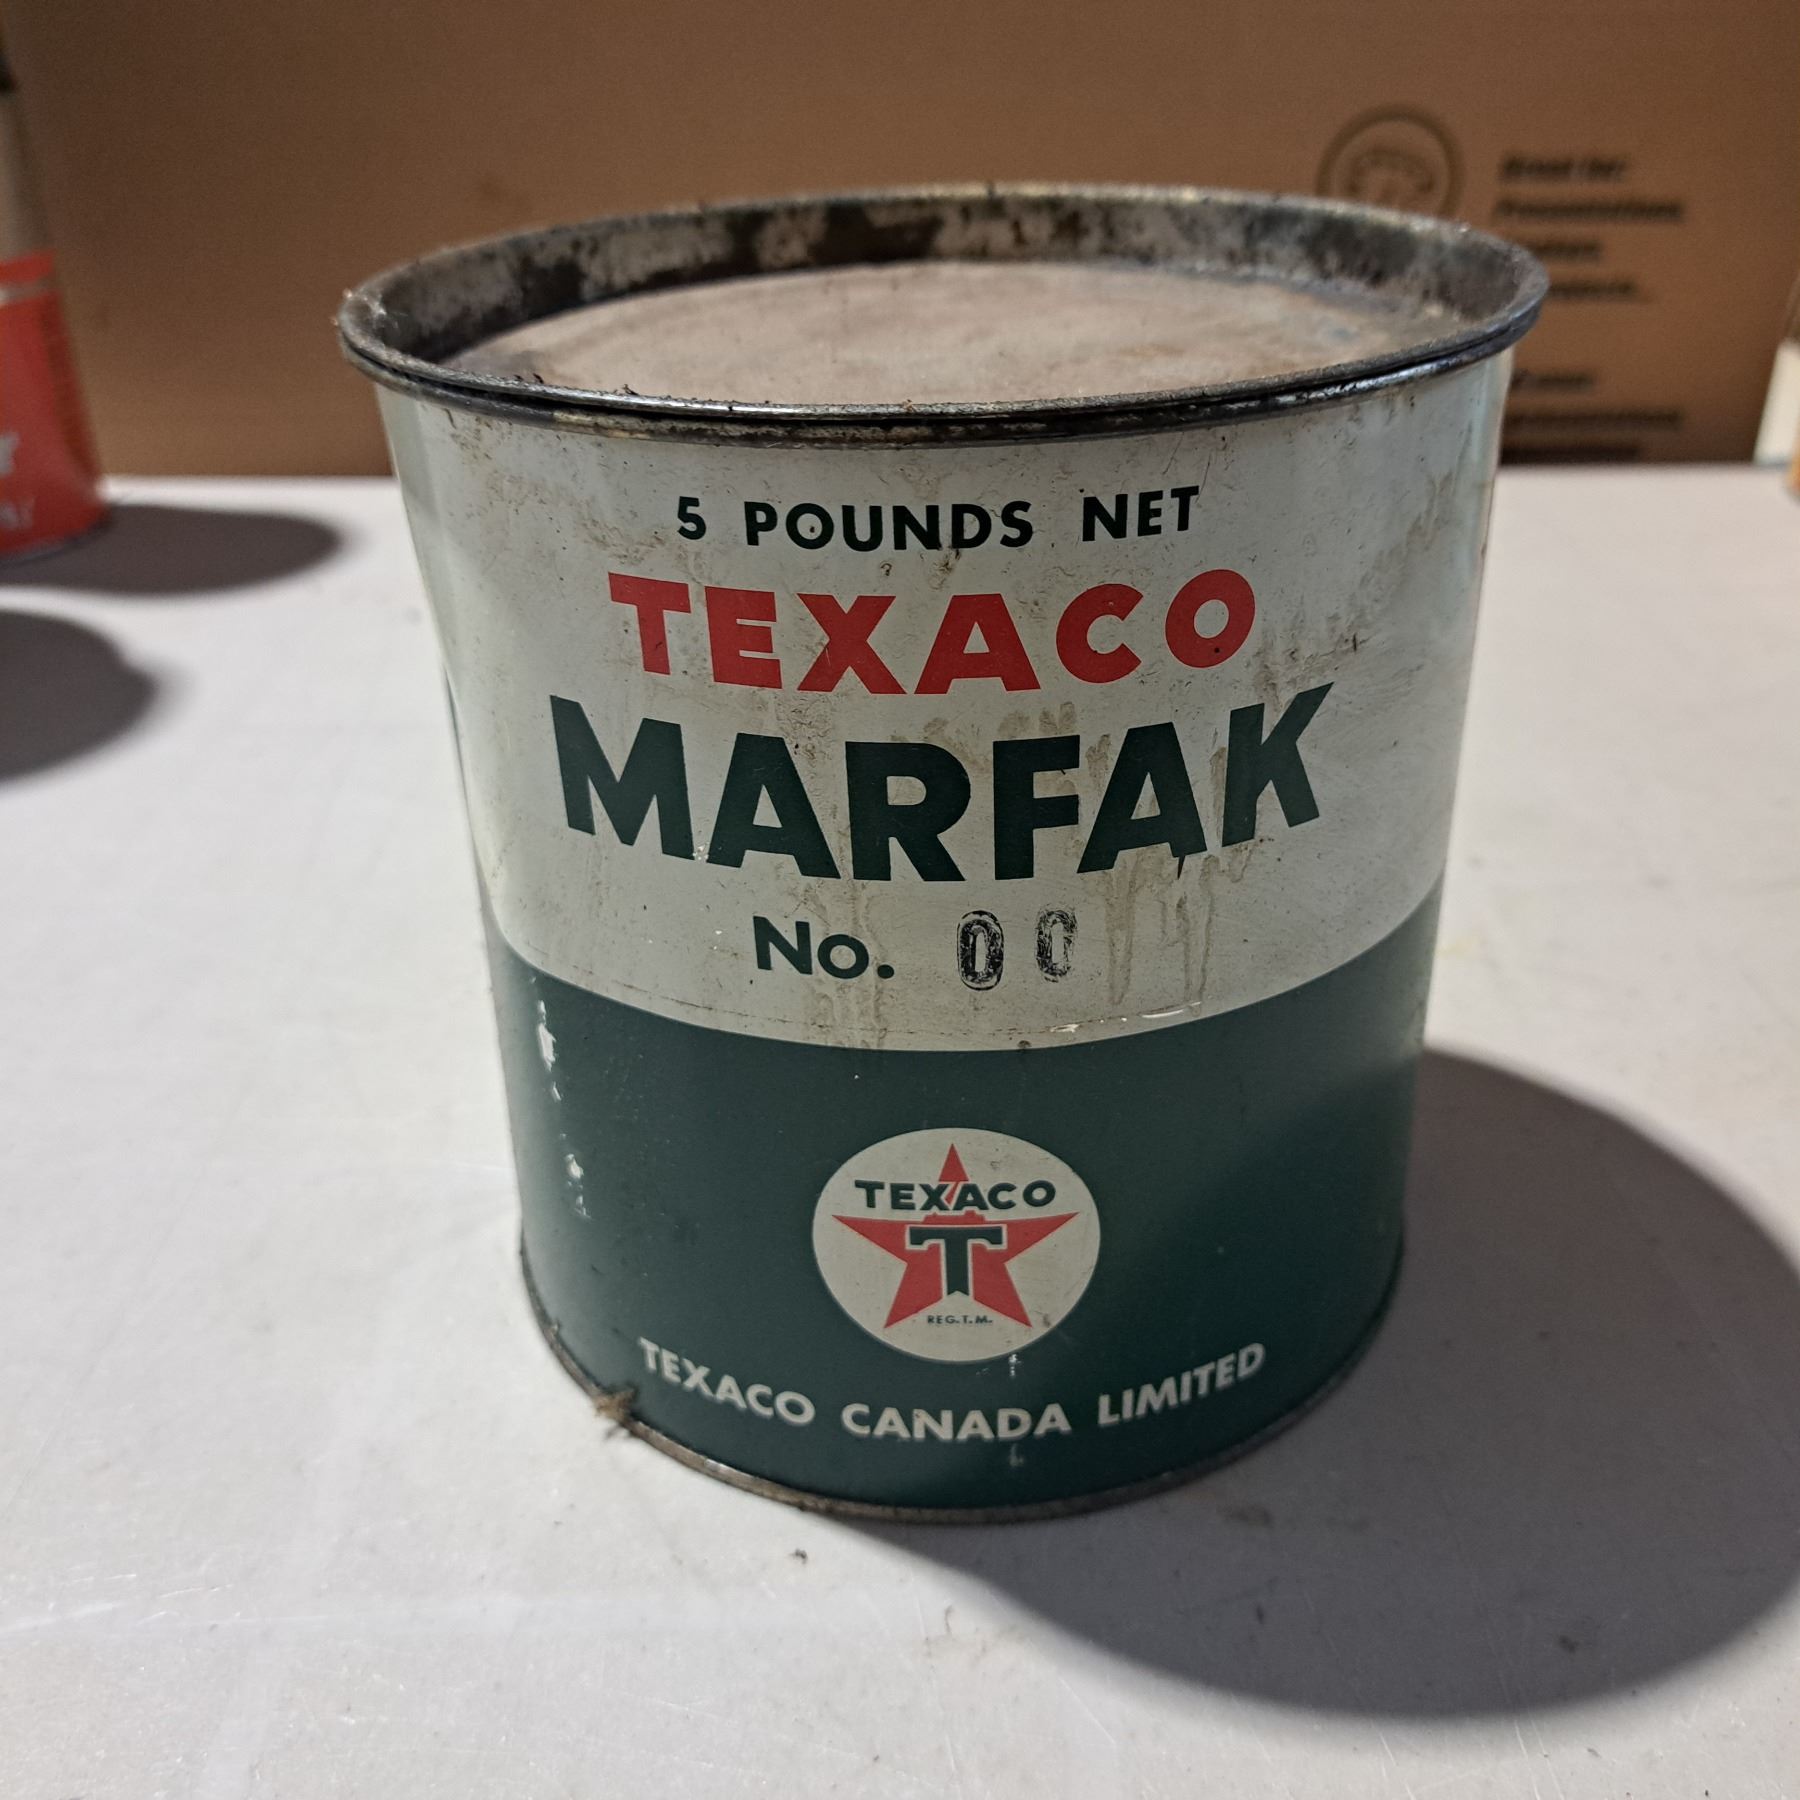 5 POUNDS NET
TEXACO
MARFAK
No. 00
TEXACO
T
REG.T.M.
TEXACO CANADA LIMITED